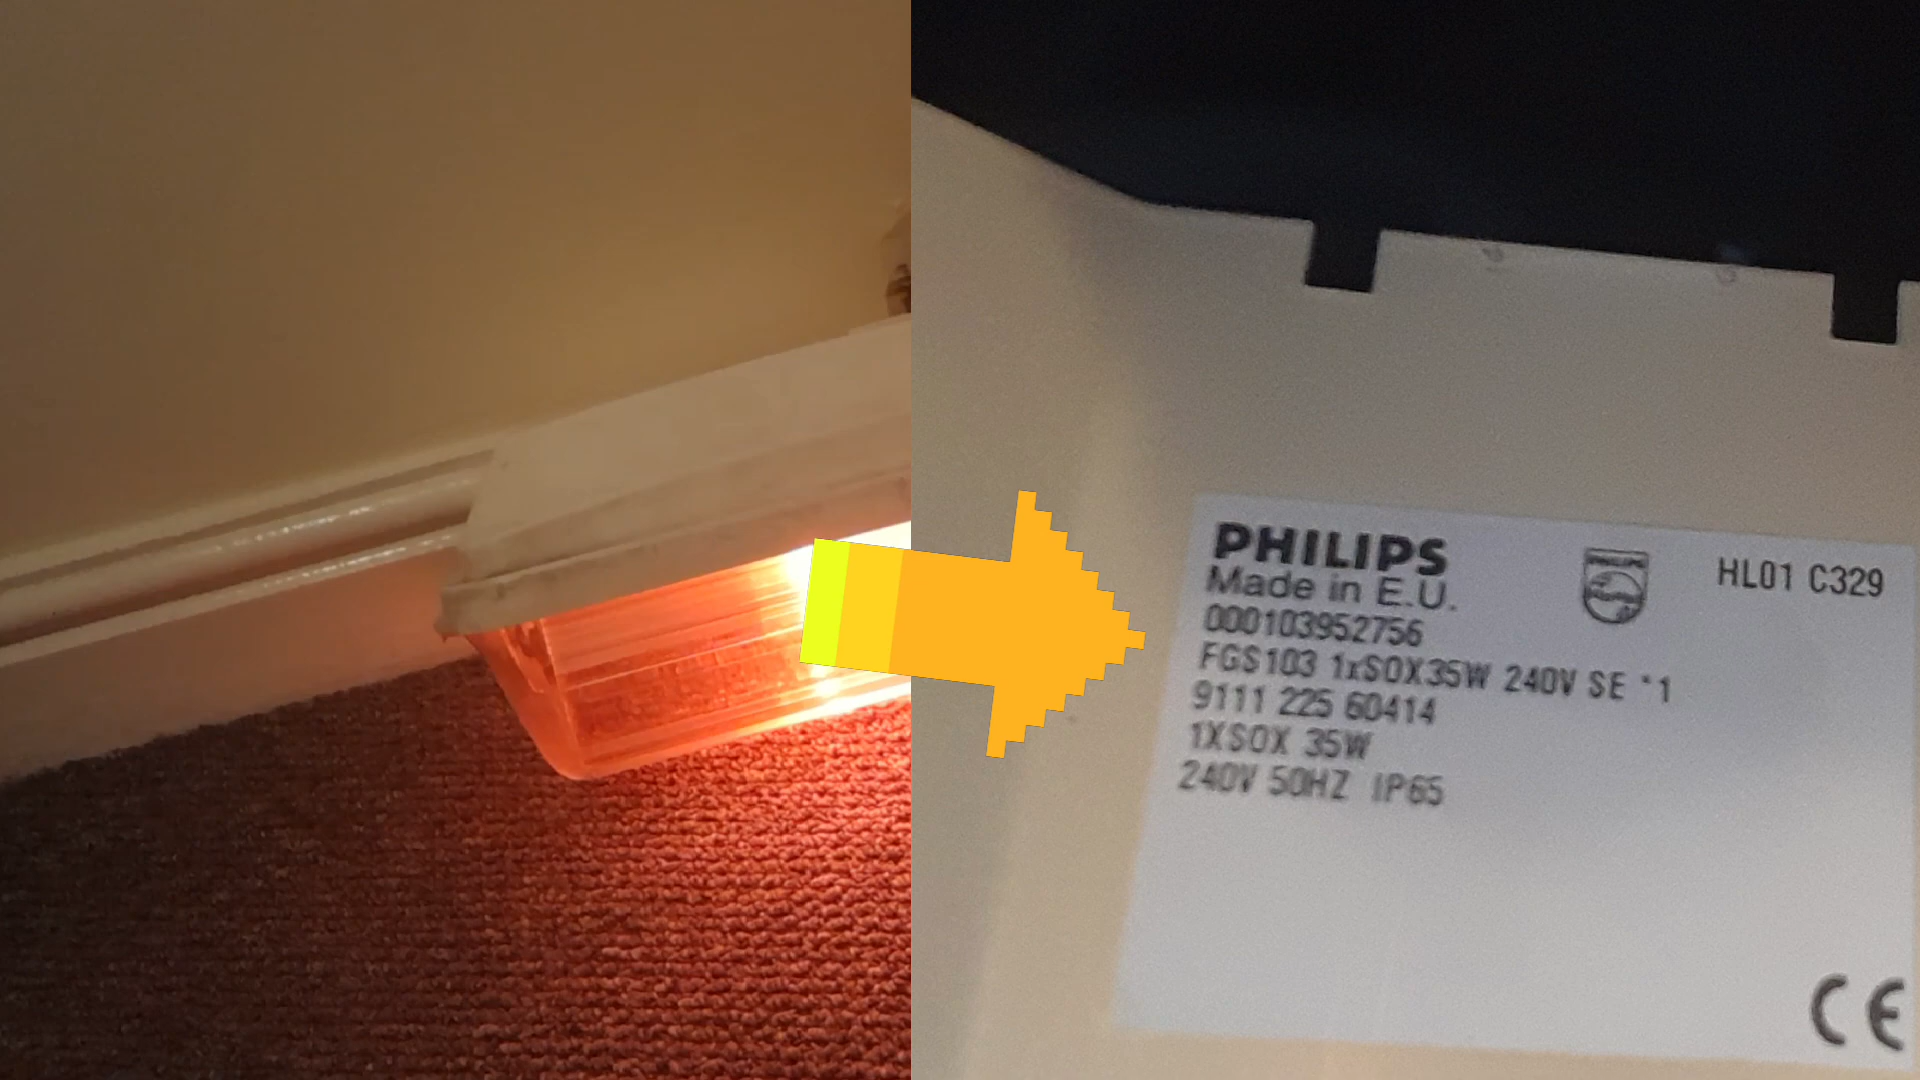 PHILIPS
HL01 C329
Made in E.U.
000103952756
FGS103 1xSOX35W 240V SE *1
9111 225 60414
1XSOX 35W
240V 50HZ IP65
CE